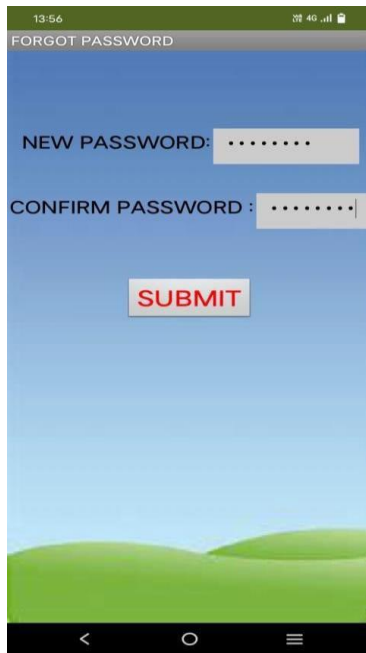 13:56 4G
FORGOT PASSWORD
NEW PASSWORD: ••••••••
CONFIRM PASSWORD : ••••••••
SUBMIT